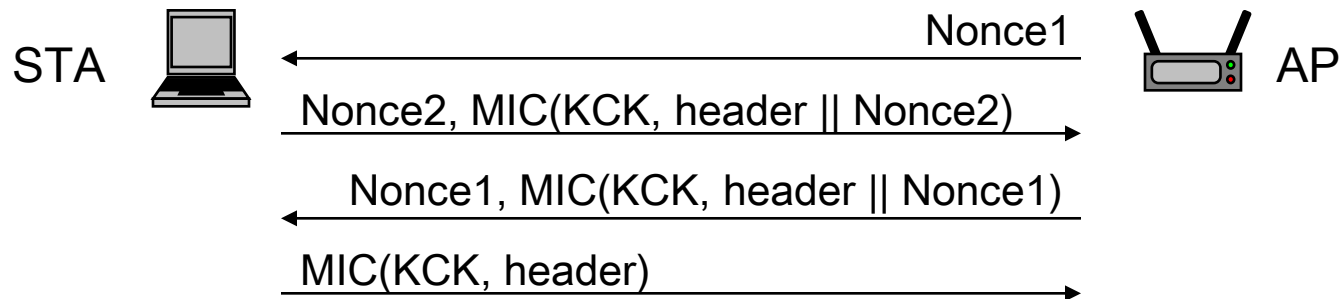 Nonce1
STA
AP
Nonce2, MIC(KCK, header || Nonce2)
Nonce1, MIC(KCK, header || Nonce1)
MIC(KCK, header)